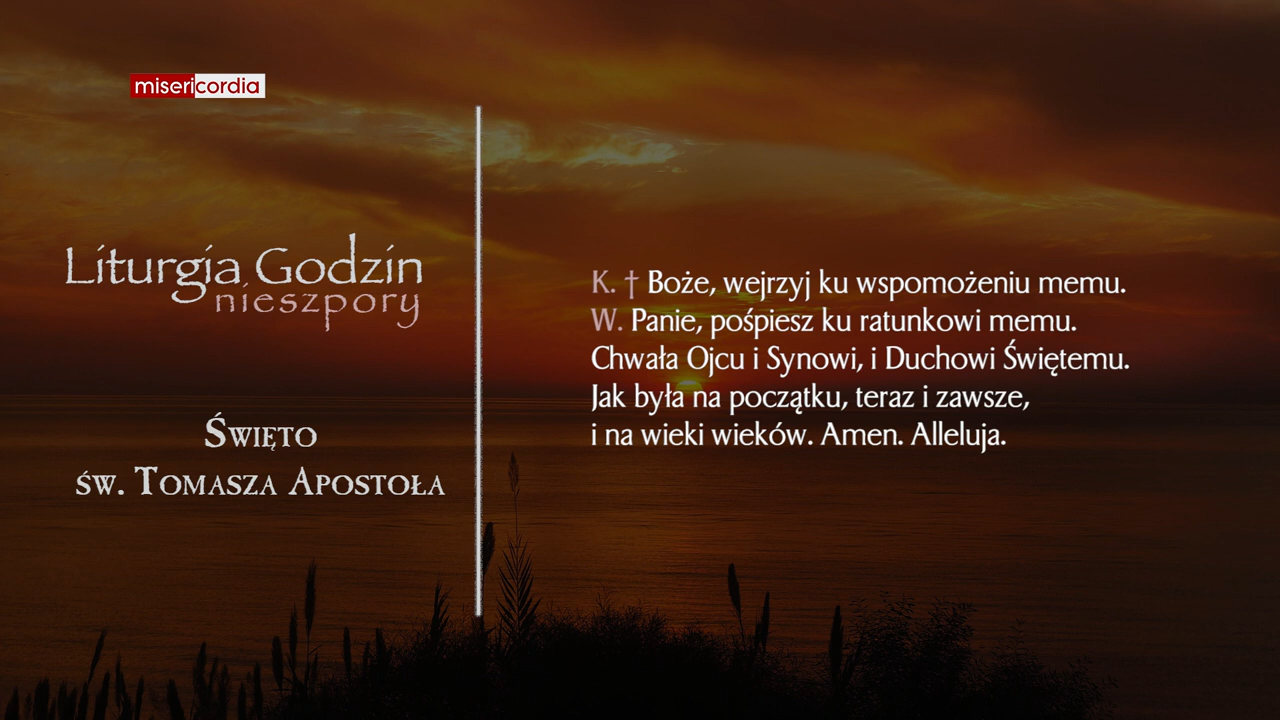 misericordia
Liturgia Godzin
nieszpory
Święto
św. Tomasza Apostoła
K. † Boże, wejrzyj ku wspomożeniu memu.
W. Panie, pośpiesz ku ratunkowi memu.
Chwała Ojcu i Synowi, i Duchowi Świętemu.
Jak była na początku, teraz i zawsze,
i na wieki wieków. Amen. Alleluja.